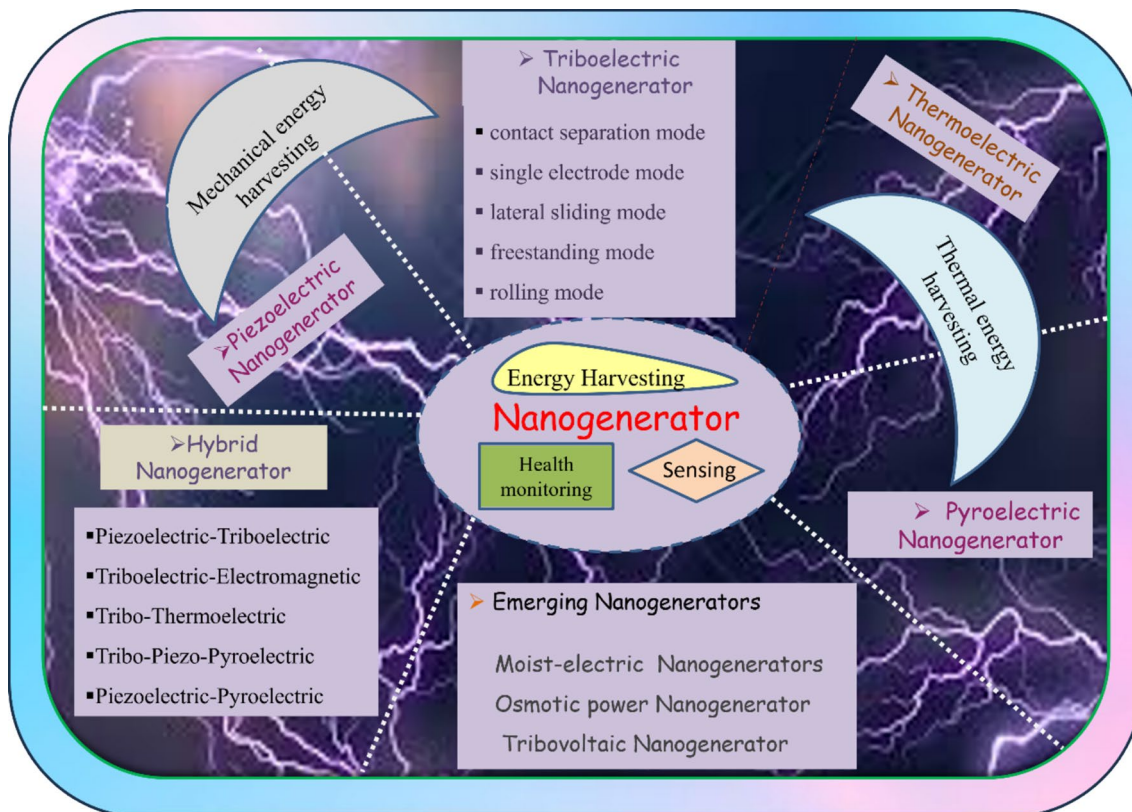 Mechanical energy
harvesting
➢Piezoelectric
Nanogenerator
➢ Triboelectric
Nanogenerator
▪ contact separation mode
▪ single electrode mode
▪ lateral sliding mode
▪ freestanding mode
▪ rolling mode
➢ Thermoelectric
Nanogenerator
Thermal energy
harvesting
➢ Pyroelectric
Nanogenerator
Energy Harvesting
Nanogenerator
Health
monitoring
Sensing
➢Hybrid
Nanogenerator
▪Piezoelectric-Triboelectric
▪Triboelectric-Electromagnetic
▪Tribo-Thermoelectric
▪Tribo-Piezo-Pyroelectric
▪Piezoelectric-Pyroelectric
➢ Emerging Nanogenerators
Moist-electric Nanogenerators
Osmotic power Nanogenerator
Tribovoltaic Nanogenerator